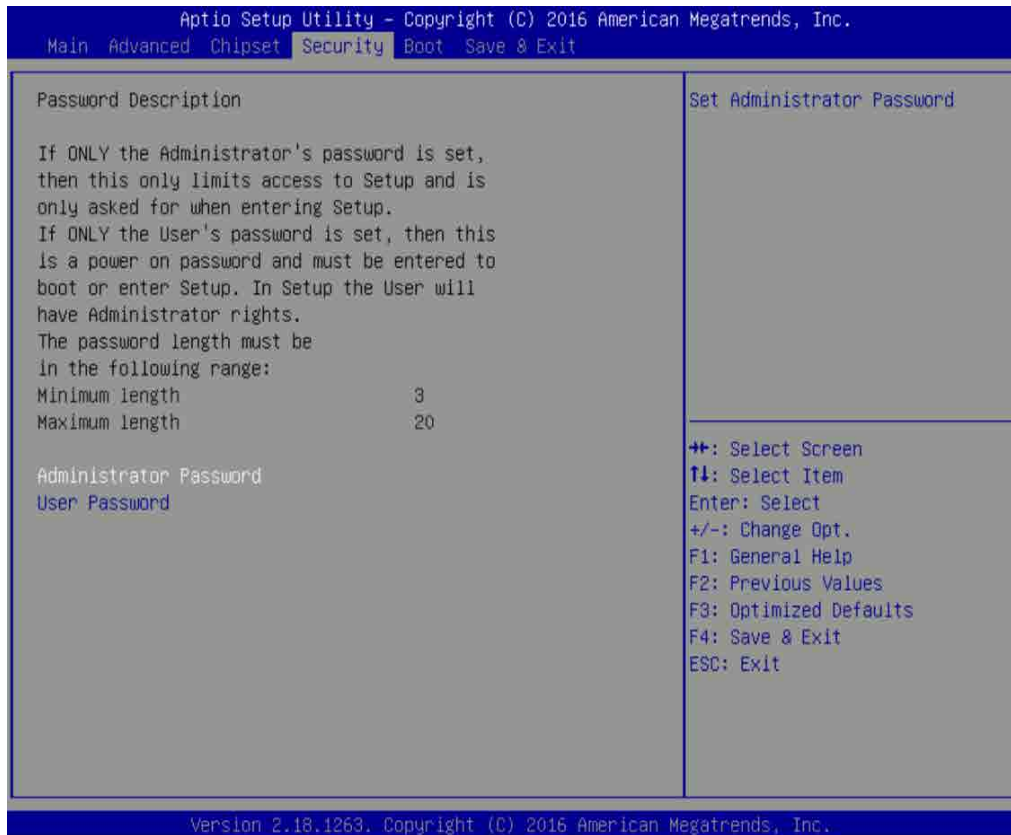 Aptio Setup Utility – Copyright (C) 2016 American Megatrends, Inc.
Main Advanced Chipset Security Boot Save & Exit
Password Description
If ONLY the Administrator's password is set,
then this only limits access to Setup and is
only asked for when entering Setup.
If ONLY the User's password is set, then this
is a power on password and must be entered to
boot or enter Setup. In Setup the User will
have Administrator rights.
The password length must be
in the following range:
Minimum length 3
Maximum length 20
Administrator Password
User Password
Set Administrator Password
→←: Select Screen
↑↓: Select Item
Enter: Select
+/-: Change Opt.
F1: General Help
F2: Previous Values
F3: Optimized Defaults
F4: Save & Exit
ESC: Exit
Version 2.18.1263. Copyright (C) 2016 American Megatrends, Inc.